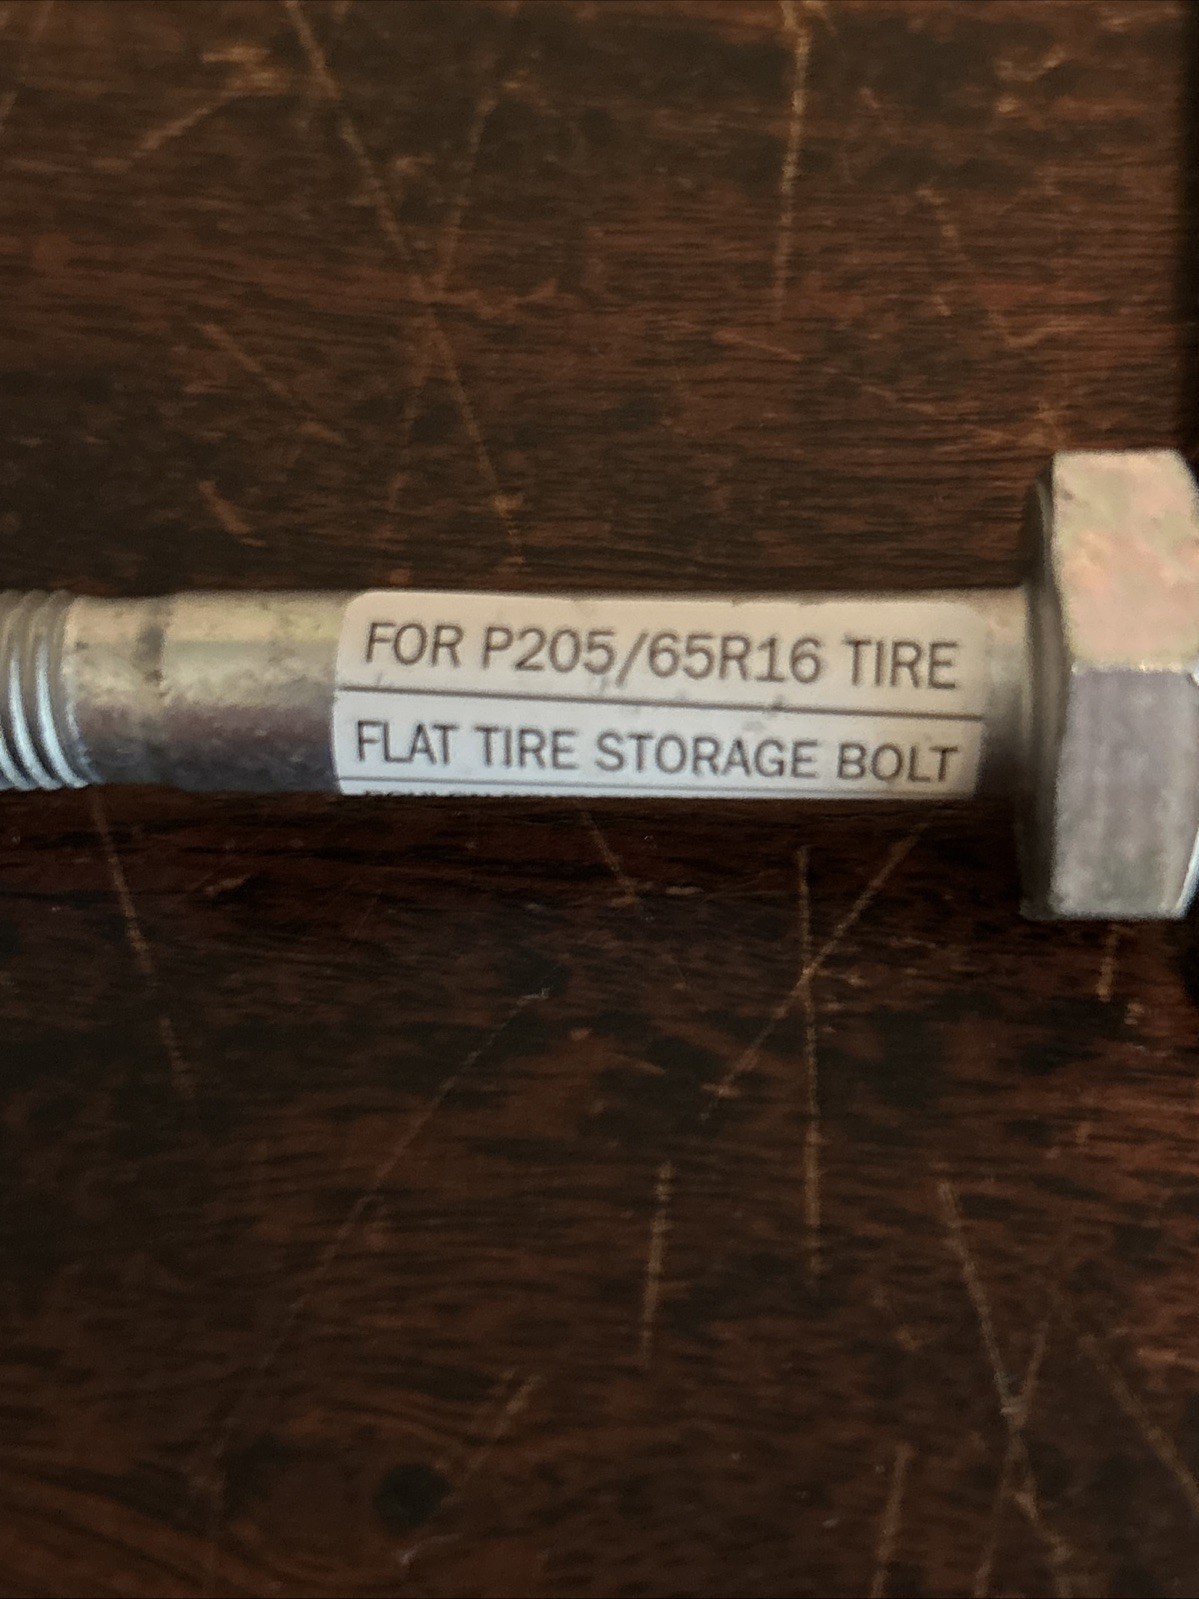 FOR P205/65R16 TIRE
FLAT TIRE STORAGE BOLT